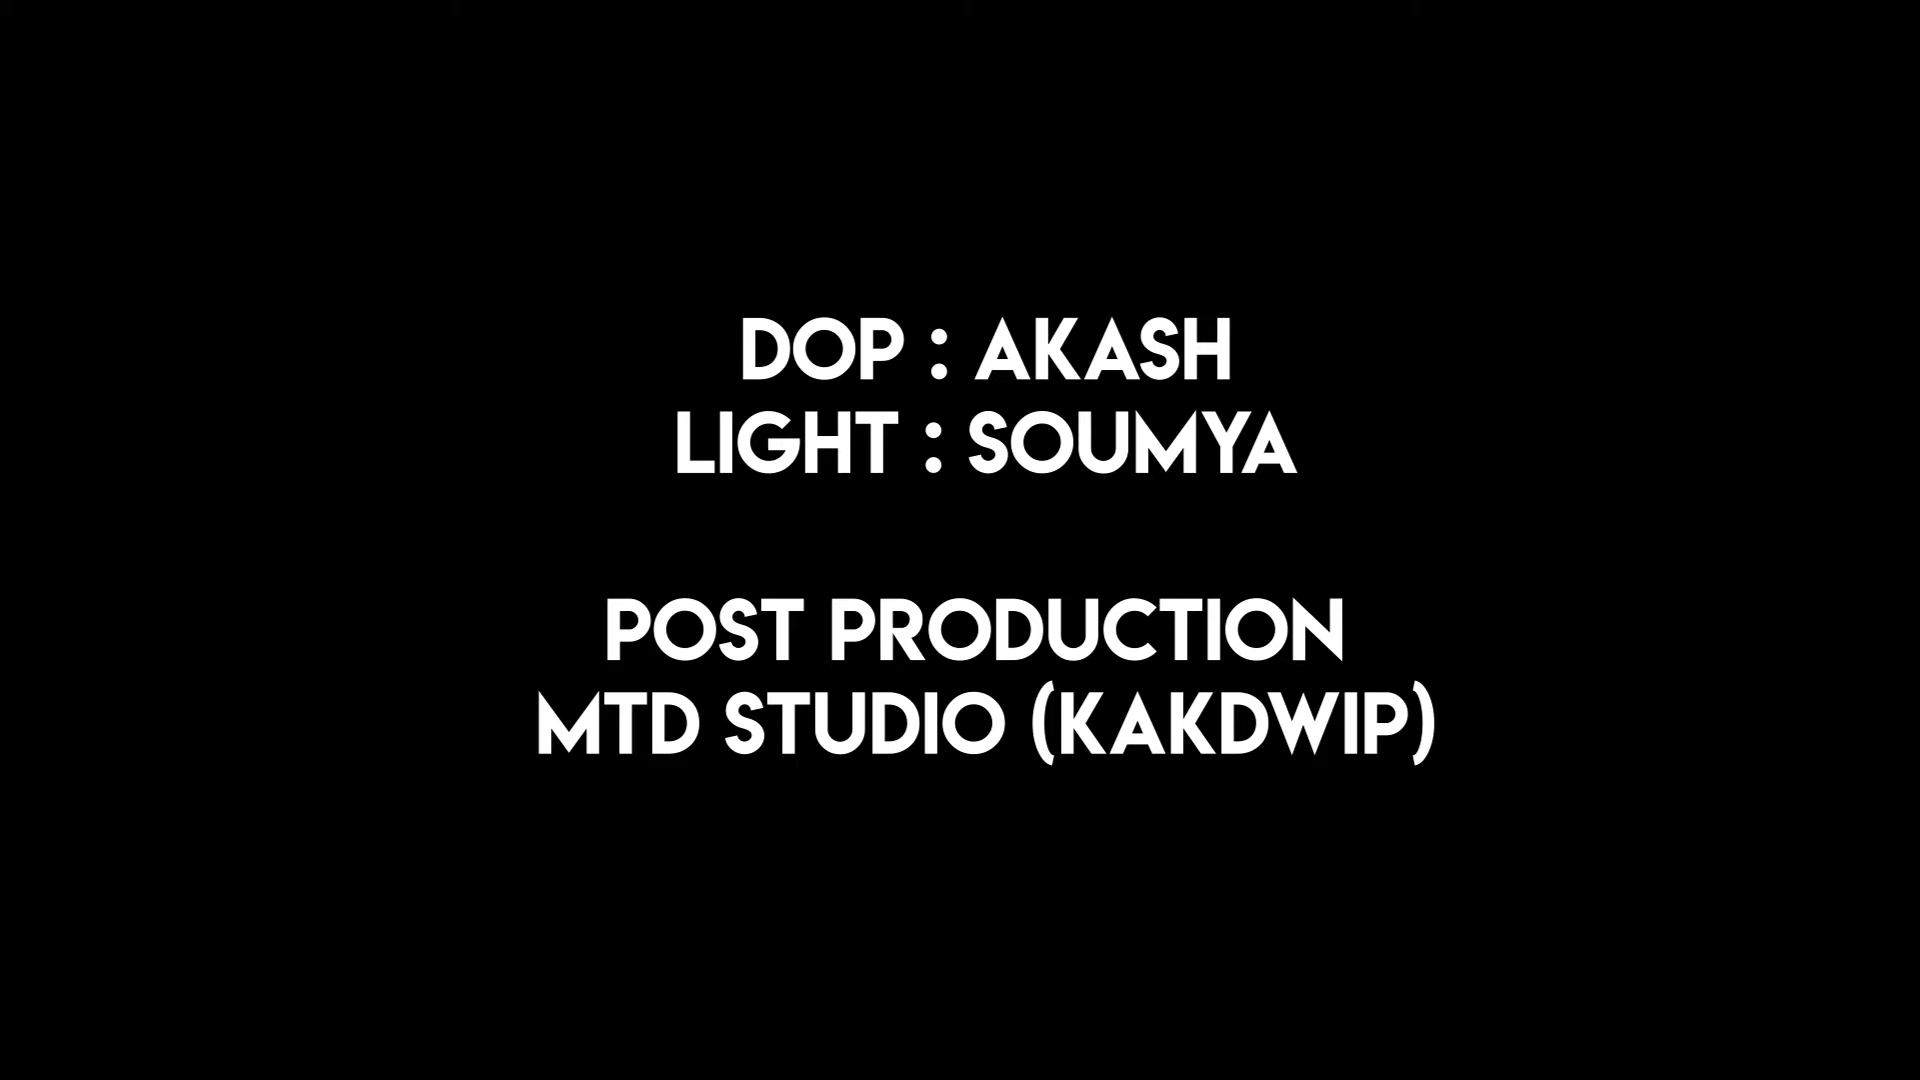 DOP : AKASH
LIGHT : SOUMYA
POST PRODUCTION
MTD STUDIO (KAKDWIP)